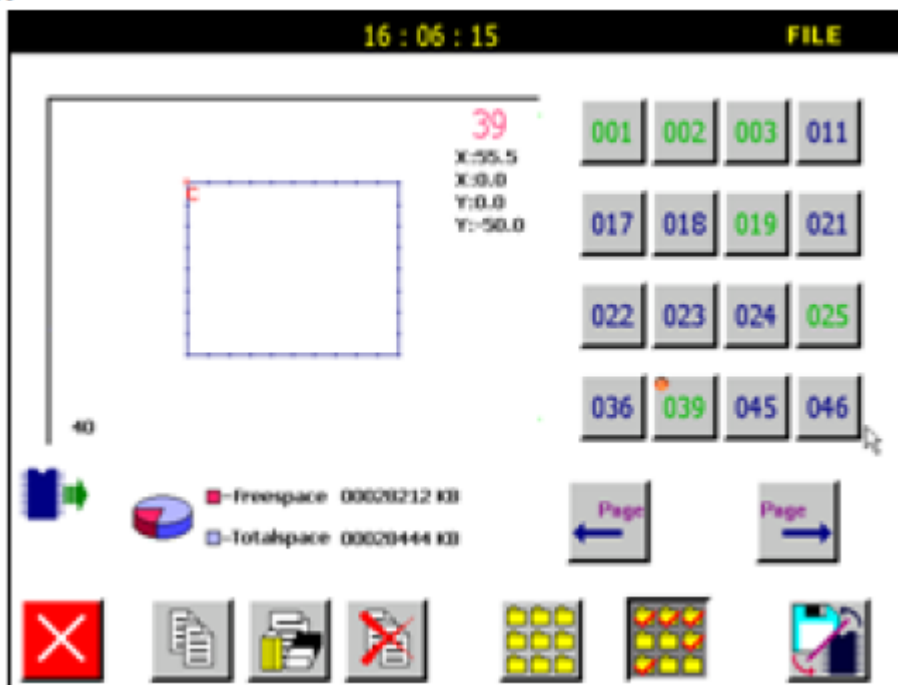 16 : 06 : 15
FILE
39
X:55.5
X:0.0
Y:0.0
Y:-50.0
40
001 002 003 011
017 018 019 021
022 023 024 025
036 039 045 046
-freespace 00028212 KB
-Totalspace 00028444 KB
Page
Page